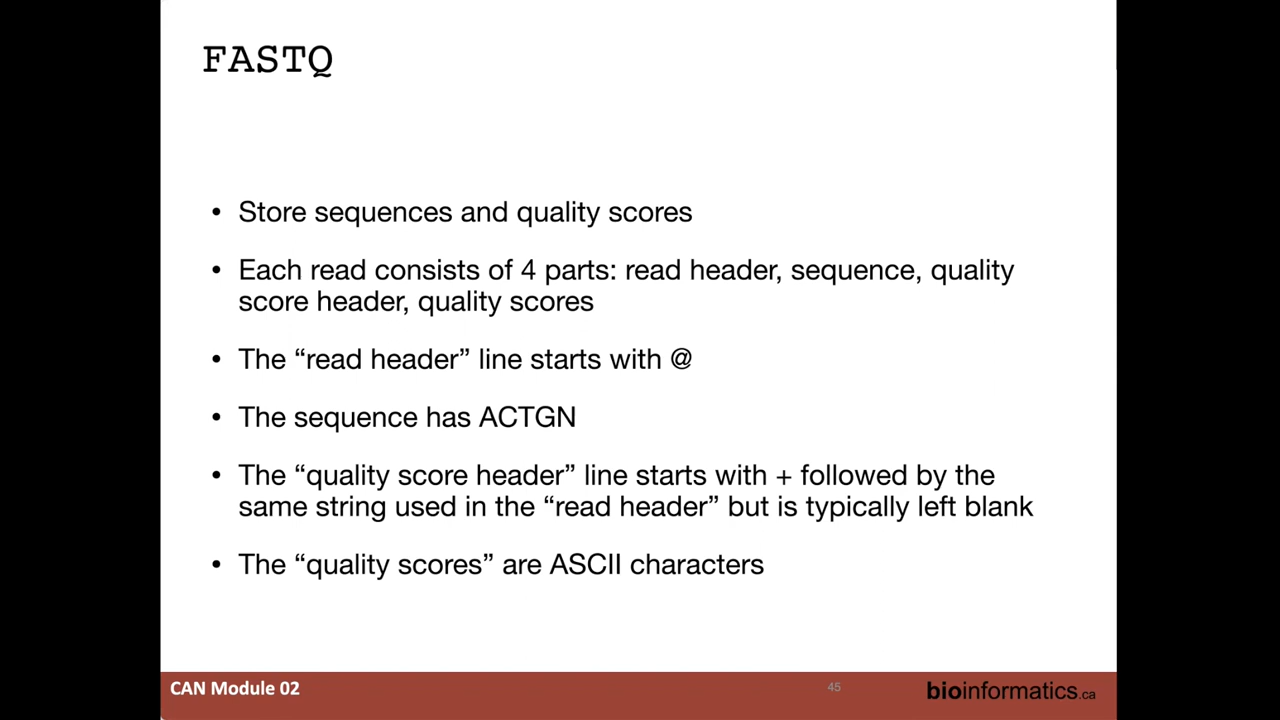 FASTQ
• Store sequences and quality scores
• Each read consists of 4 parts: read header, sequence, quality
score header, quality scores
• The “read header” line starts with @
• The sequence has ACTGN
• The “quality score header” line starts with + followed by the
same string used in the “read header” but is typically left blank
• The “quality scores” are ASCII characters
CAN Module 02
45
bioinformatics.ca